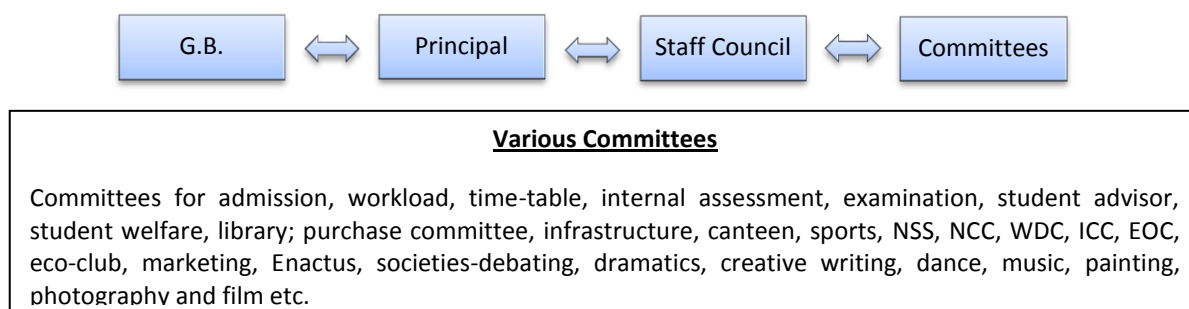 G.B. Principal Staff Council Committees
Various Committees
Committees for admission, workload, time-table, internal assessment, examination, student advisor,
student welfare, library; purchase committee, infrastructure, canteen, sports, NSS, NCC, WDC, ICC, EOC,
eco-club, marketing, Enactus, societies-debating, dramatics, creative writing, dance, music, painting,
photography and film etc.